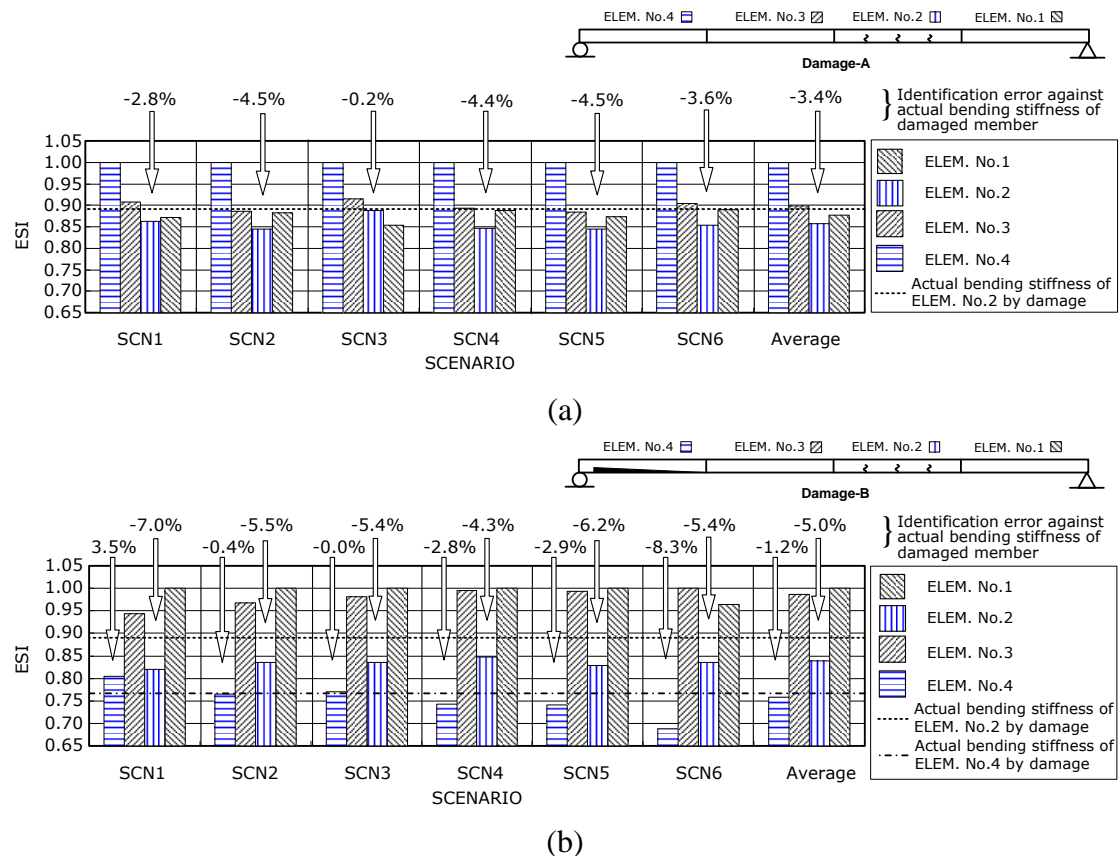 ELEM. No.4 ELEM. No.3 ELEM. No.2 ELEM. No.1
Damage-A
-2.8% -4.5% -0.2% -4.4% -4.5% -3.6% -3.4%
} Identification error against
actual bending stiffness of
damaged member
1.05
1.00
0.95
0.90
0.85
0.80
0.75
0.70
0.65
ESI
SCN1 SCN2 SCN3 SCN4 SCN5 SCN6 Average
SCENARIO
ELEM. No.1
ELEM. No.2
ELEM. No.3
ELEM. No.4
Actual bending stiffness of
ELEM. No.2 by damage
(a)
ELEM.4 ELEM. No.3 ELEM. No.2 ELEM. No.1
Damage-B
-7.0% -5.5% -5.4% -4.3% -6.2% -5.4% -5.0%
3.5% -0.4% -0.0% -2.8% -2.9% -8.3% -1.2%
} Identification error against
actual bending stiffness of
damaged member
1.05
1.00
0.95
0.90
0.85
0.80
0.75
0.70
0.65
ESI
SCN1 SCN2 SCN3 SCN4 SCN5 SCN6 Average
SCENARIO
ELEM. No.1
ELEM. No.2
ELEM. No.3
ELEM. No.4
Actual bending stiffness of
ELEM. No.2 by damage
Actual bending stiffness of
ELEM. No.4 by damage
(b)